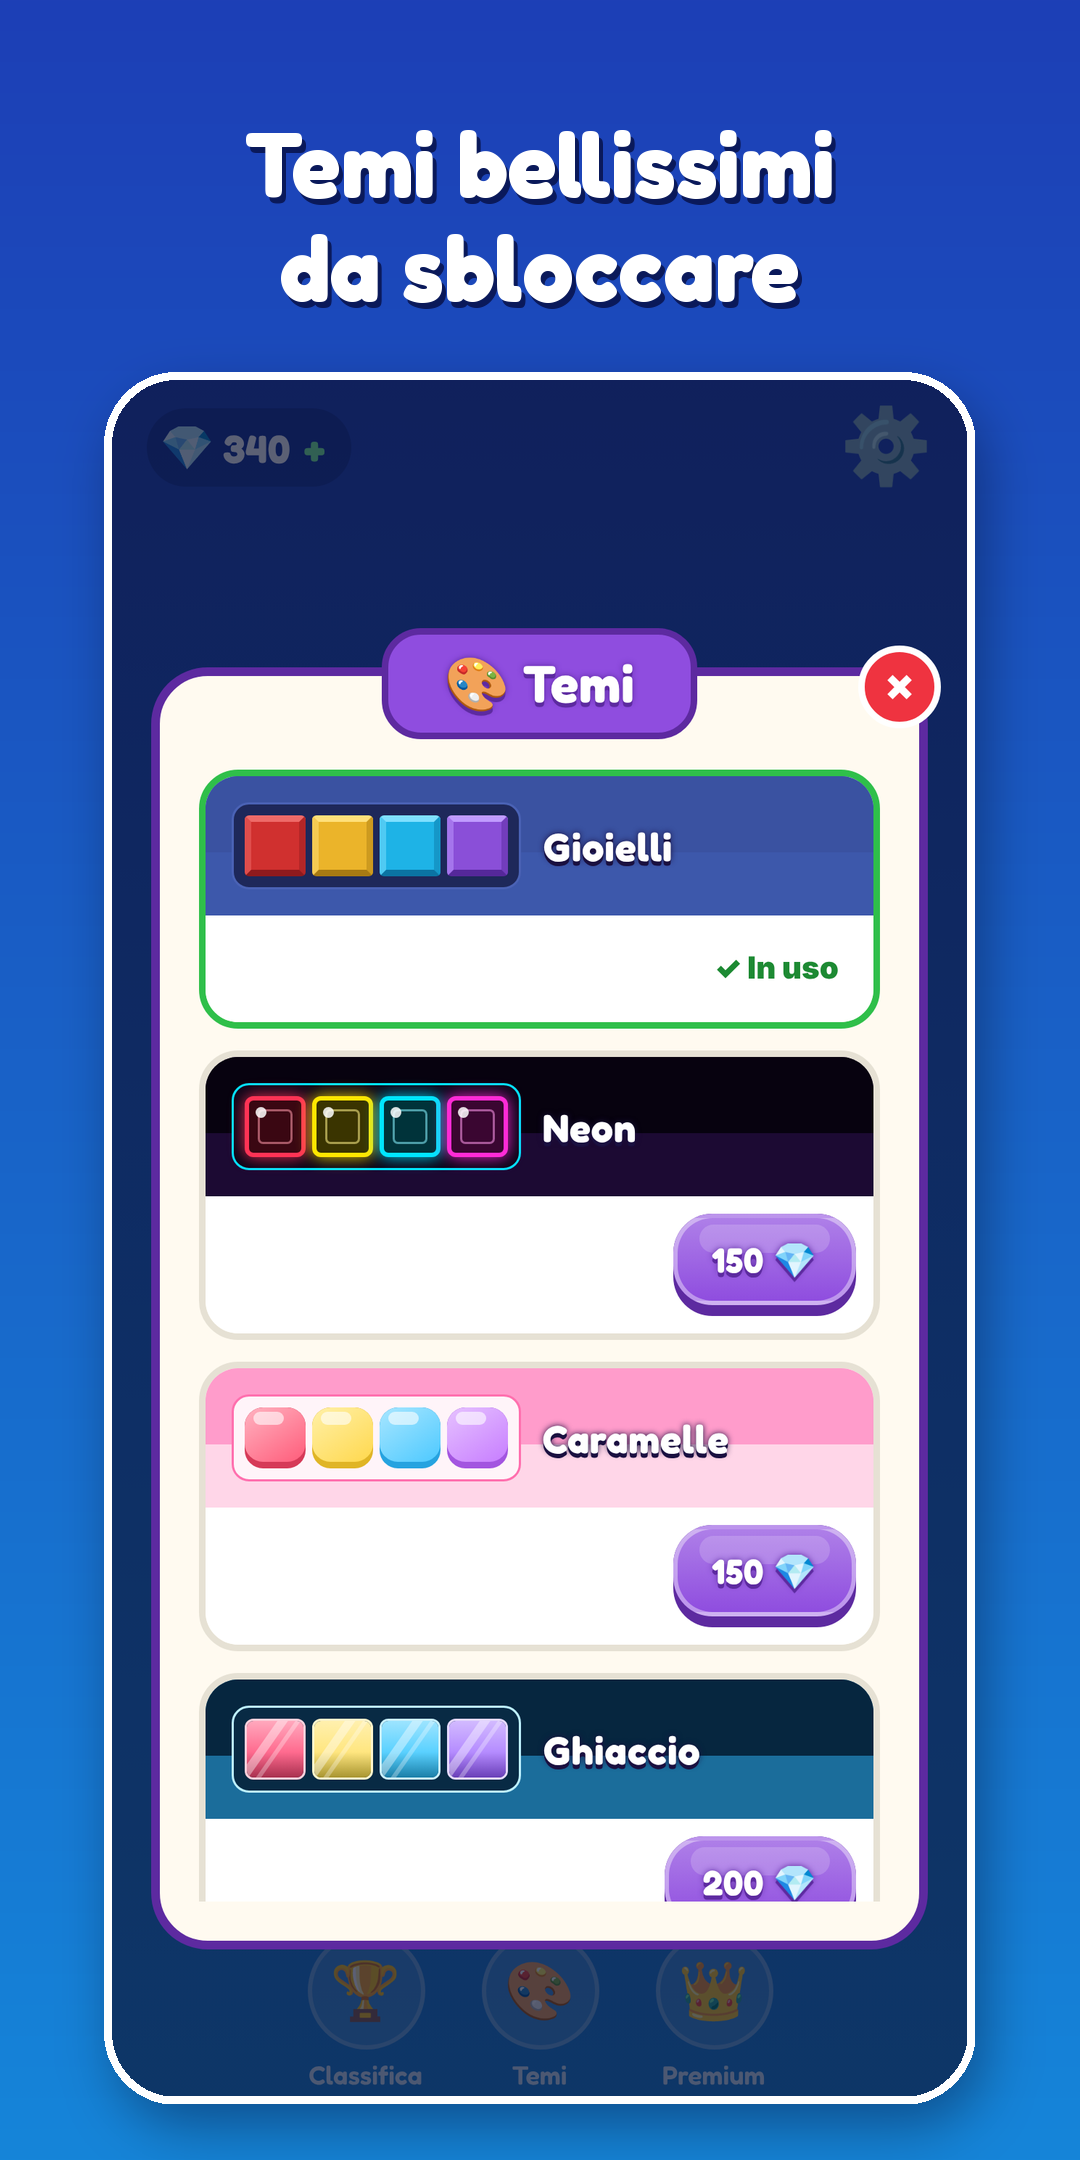 Temi bellissimi
da sbloccare
340 +
Temi
Gioielli
In uso
Neon
150
Caramelle
150
Ghiaccio
200
Classifica
Temi
Premium